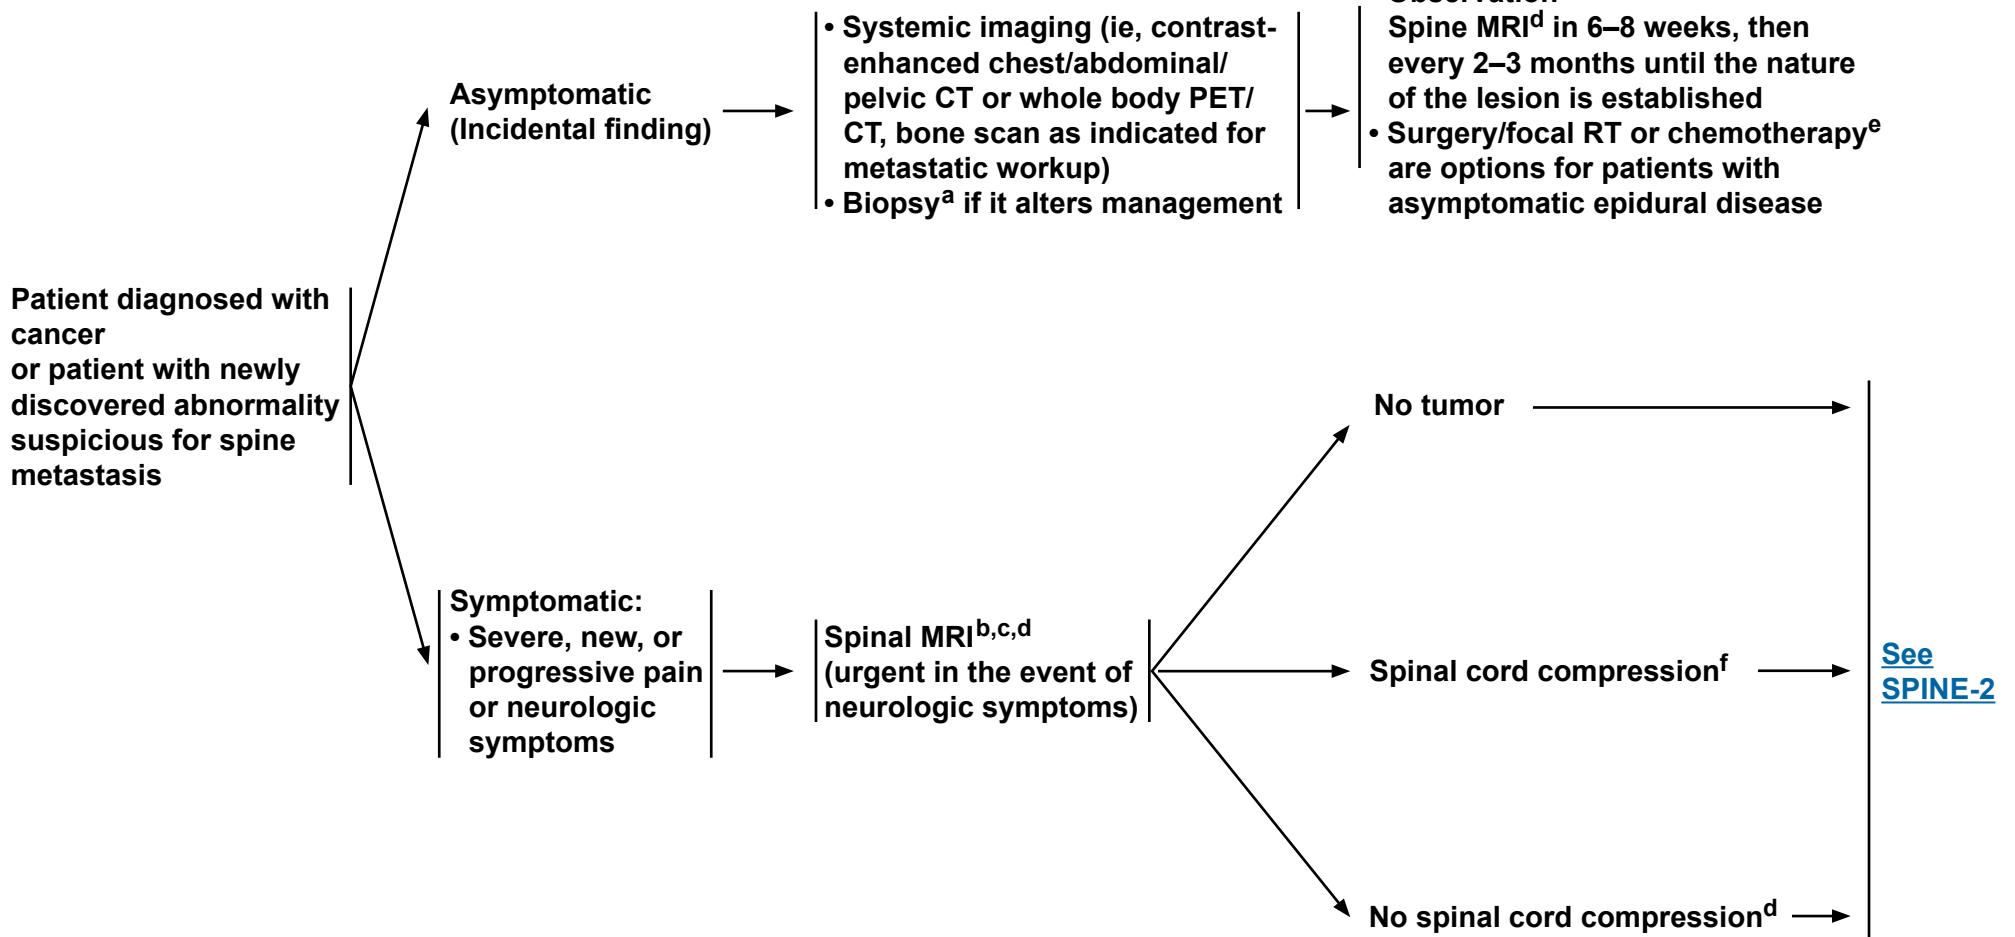 Observation
• Systemic imaging (ie, contrast-
enhanced chest/abdominal/
pelvic CT or whole body PET/
CT, bone scan as indicated for
metastatic workup)
• Biopsya if it alters management
Spine MRId in 6–8 weeks, then
every 2–3 months until the nature
of the lesion is established
• Surgery/focal RT or chemotherapye
are options for patients with
asymptomatic epidural disease
Asymptomatic
(Incidental finding)
Patient diagnosed with
cancer
or patient with newly
discovered abnormality
suspicious for spine
metastasis
Symptomatic:
• Severe, new, or
progressive pain
or neurologic
symptoms
Spinal MRIb,c,d
(urgent in the event of
neurologic symptoms)
No tumor
Spinal cord compressionf
No spinal cord compressiond
See
SPINE-2